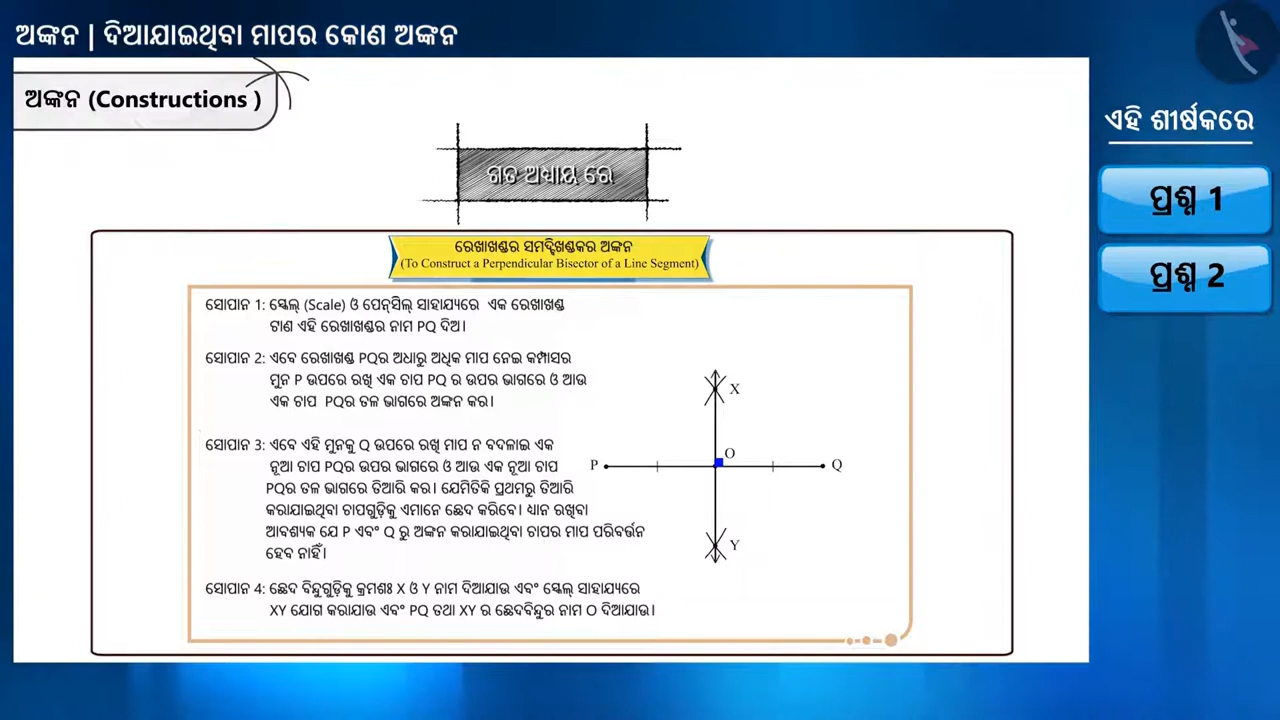 ଅଙ୍କନ | ଦିଆଯାଇଥିବା ମାପର କୋଣ ଅଙ୍କନ
ଅଙ୍କନ (Constructions )
ଗତ ଅଧ୍ୟାୟ ରେ
ରେଖାଖଣ୍ଡର ସମଦ୍ବିଖଣ୍ଡକର ଅଙ୍କନ
(To Construct a Perpendicular Bisector of a Line Segment)
ସୋପାନ 1: ସ୍କେଲ୍ (Scale) ଓ ପେନ୍‌ସିଲ୍ ସାହାଯ୍ୟରେ ଏକ ରେଖାଖଣ୍ଡ
ଟାଣ ଏହି ରେଖାଖଣ୍ଡର ନାମ PQ ଦିଅ।
ସୋପାନ 2: ଏବେ ରେଖାଖଣ୍ଡ PQର ଅଧାରୁ ଅଧିକ ମାପ ନେଇ କମ୍ପାସର
ମୁନ P ଉପରେ ରଖି ଏକ ଚାପ PQ ର ଉପର ଭାଗରେ ଓ ଆଉ
ଏକ ଚାପ PQର ତଳ ଭାଗରେ ଅଙ୍କନ କର।
ସୋପାନ 3: ଏବେ ଏହି ମୁନକୁ Q ଉପରେ ରଖି ମାପ ନ ବଦଳାଇ ଏକ
ନୂଆ ଚାପ PQର ଉପର ଭାଗରେ ଓ ଆଉ ଏକ ନୂଆ ଚାପ
PQର ତଳ ଭାଗରେ ତିଆରି କର। ଯେମିତିକି ପ୍ରଥମରୁ ତିଆରି
କରାଯାଇଥିବା ଚାପଗୁଡ଼ିକୁ ଏମାନେ ଛେଦ କରିବେ। ଧ୍ୟାନ ରଖିବା
ଆବଶ୍ୟକ ଯେ P ଏବଂ Q ରୁ ଅଙ୍କନ କରାଯାଇଥିବା ଚାପର ମାପ ପରିବର୍ତ୍ତନ
ହେବ ନାହିଁ।
ସୋପାନ 4: ଛେଦ ବିନ୍ଦୁଗୁଡ଼ିକୁ କ୍ରମଶଃ X ଓ Y ନାମ ଦିଆଯାଉ ଏବଂ ସ୍କେଲ୍ ସାହାଯ୍ୟରେ
XY ଯୋଗ କରାଯାଉ ଏବଂ PQ ତଥା XY ର ଛେଦବିନ୍ଦୁର ନାମ O ଦିଆଯାଉ।
X
O
P
Q
Y
ଏହି ଶୀର୍ଷକରେ
ପ୍ରଶ୍ନ 1
ପ୍ରଶ୍ନ 2